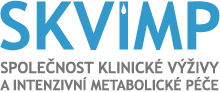 SKVIMP
SPOLEČNOST KLINICKÉ VÝŽIVY
A INTENZIVNÍ METABOLICKÉ PÉČE